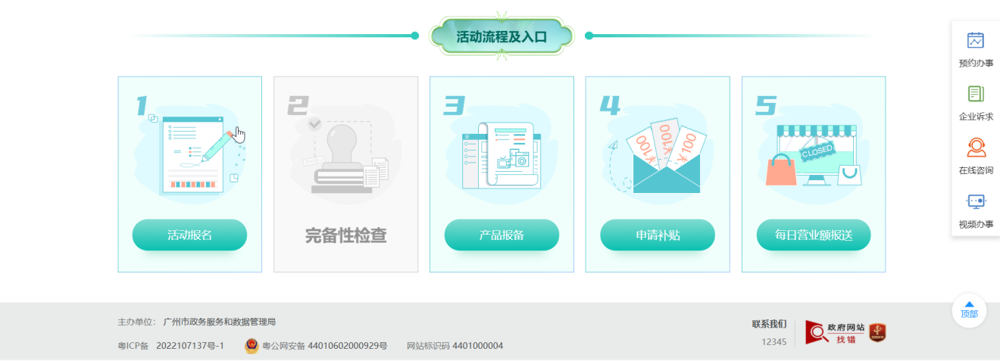 活动流程及入口
1
2
3
4
5
¥100
¥100
¥100
CLOSED
活动报名
完备性检查
产品报备
申请补贴
每日营业额报送
预约办事
企业诉求
在线咨询
视频办事
顶部
主办单位： 广州市政务服务和数据管理局
粤ICP备 2022107137号-1 粤公网安备 44010602000929号 网站标识码 4401000004
联系我们
12345
政府网站
找错